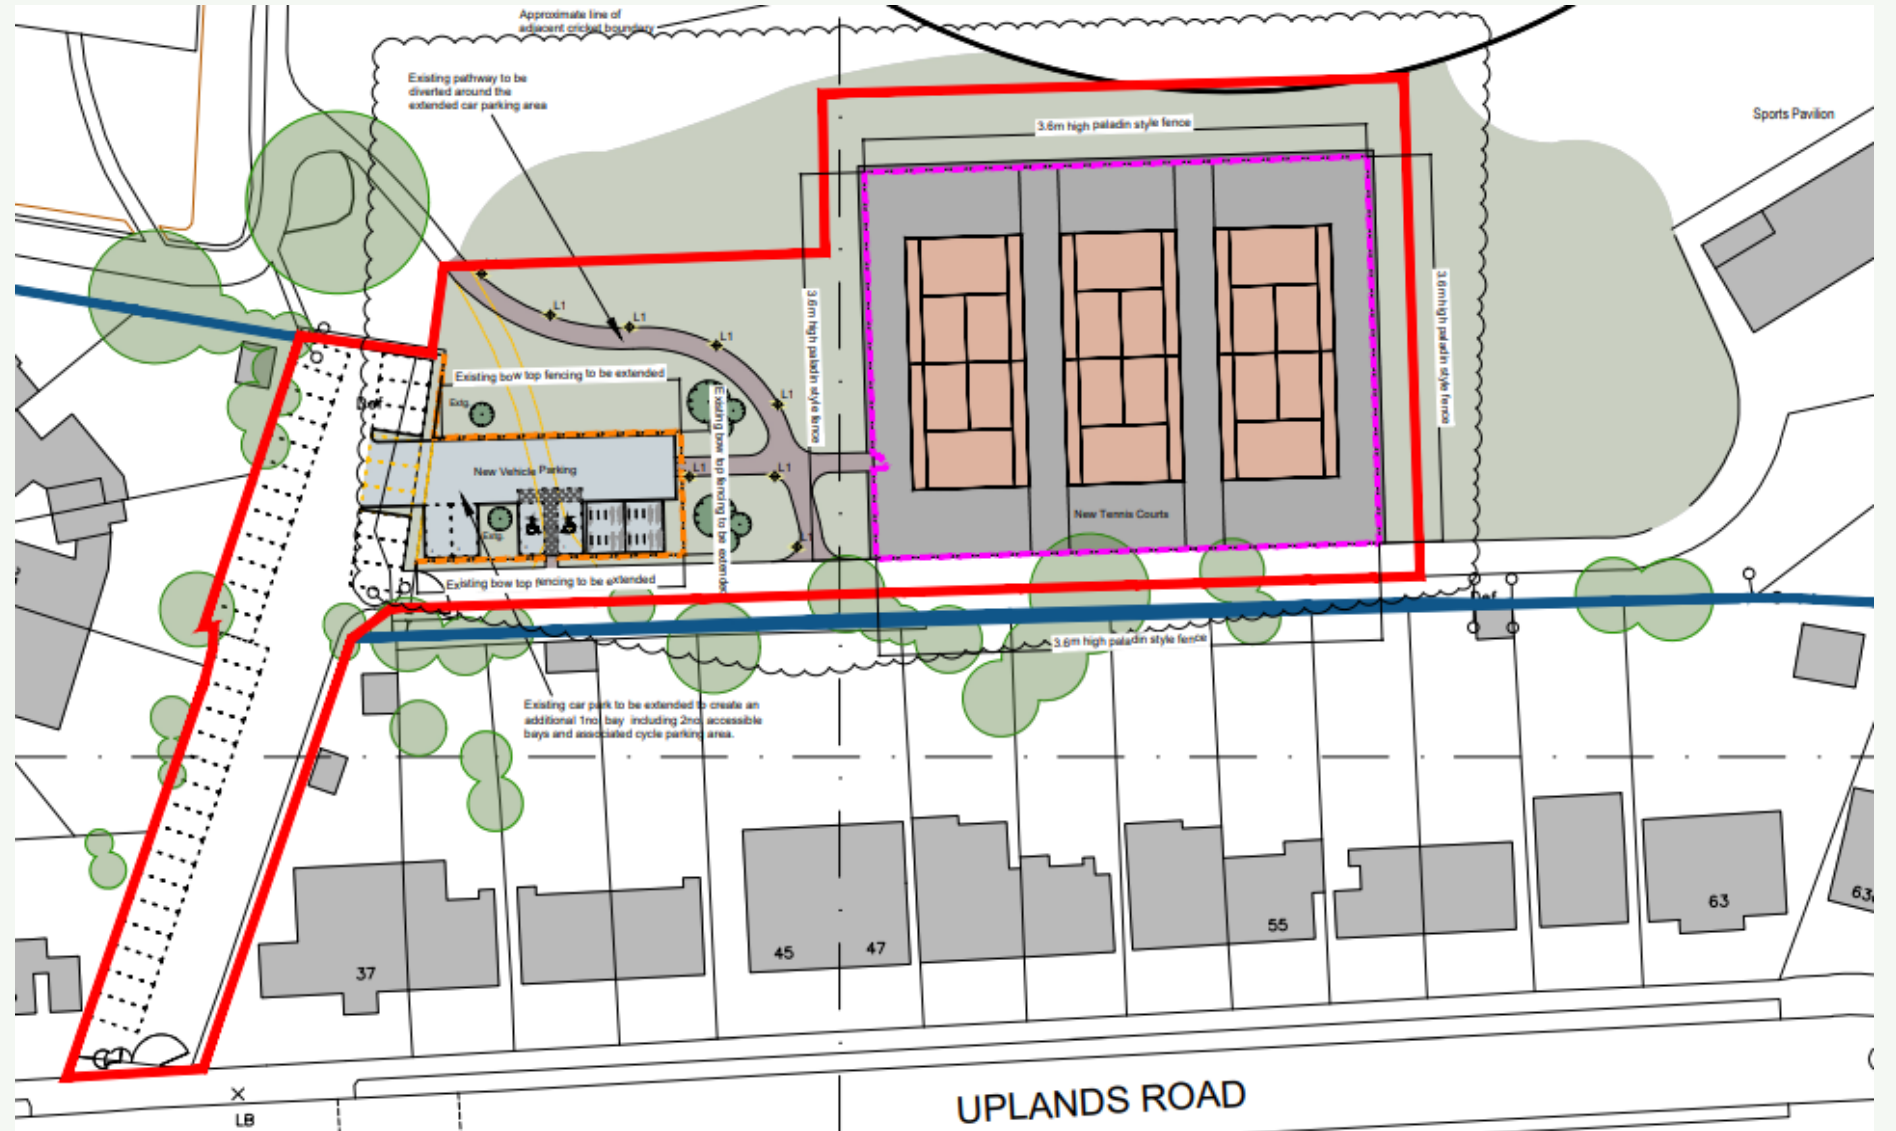 Approximate line of
adjacent cricket boundary
Existing pathway to be
diverted around the
extended car parking area
Sports Pavilion
3.6m high paladin style fence
3.6m high paladin style fence
3.6m high paladin style fence
L1
L1
L1
L1
L1
L1
L1
Existing bow top fencing to be extended
Extg.
Existing bow top fencing to be extended
New Vehicle Parking
Extg.
New Tennis Courts
Existing bow top fencing to be extended
3.6m high paladin style fence
Existing car park to be extended to create an
additional 1no. bay including 2no. accessible
bays and associated cycle parking area.
37
45
47
55
63
UPLANDS ROAD
LB